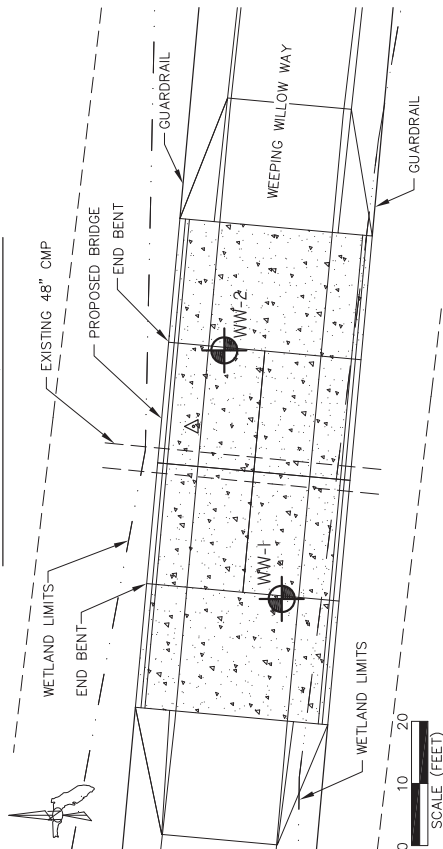 GUARDRAIL
WEEPING WILLOW WAY
GUARDRAIL
EXISTING 48" CMP
PROPOSED BRIDGE
END BENT
WW-2
WETLAND LIMITS
END BENT
WW-1
WETLAND LIMITS
0 10 20
SCALE (FEET)